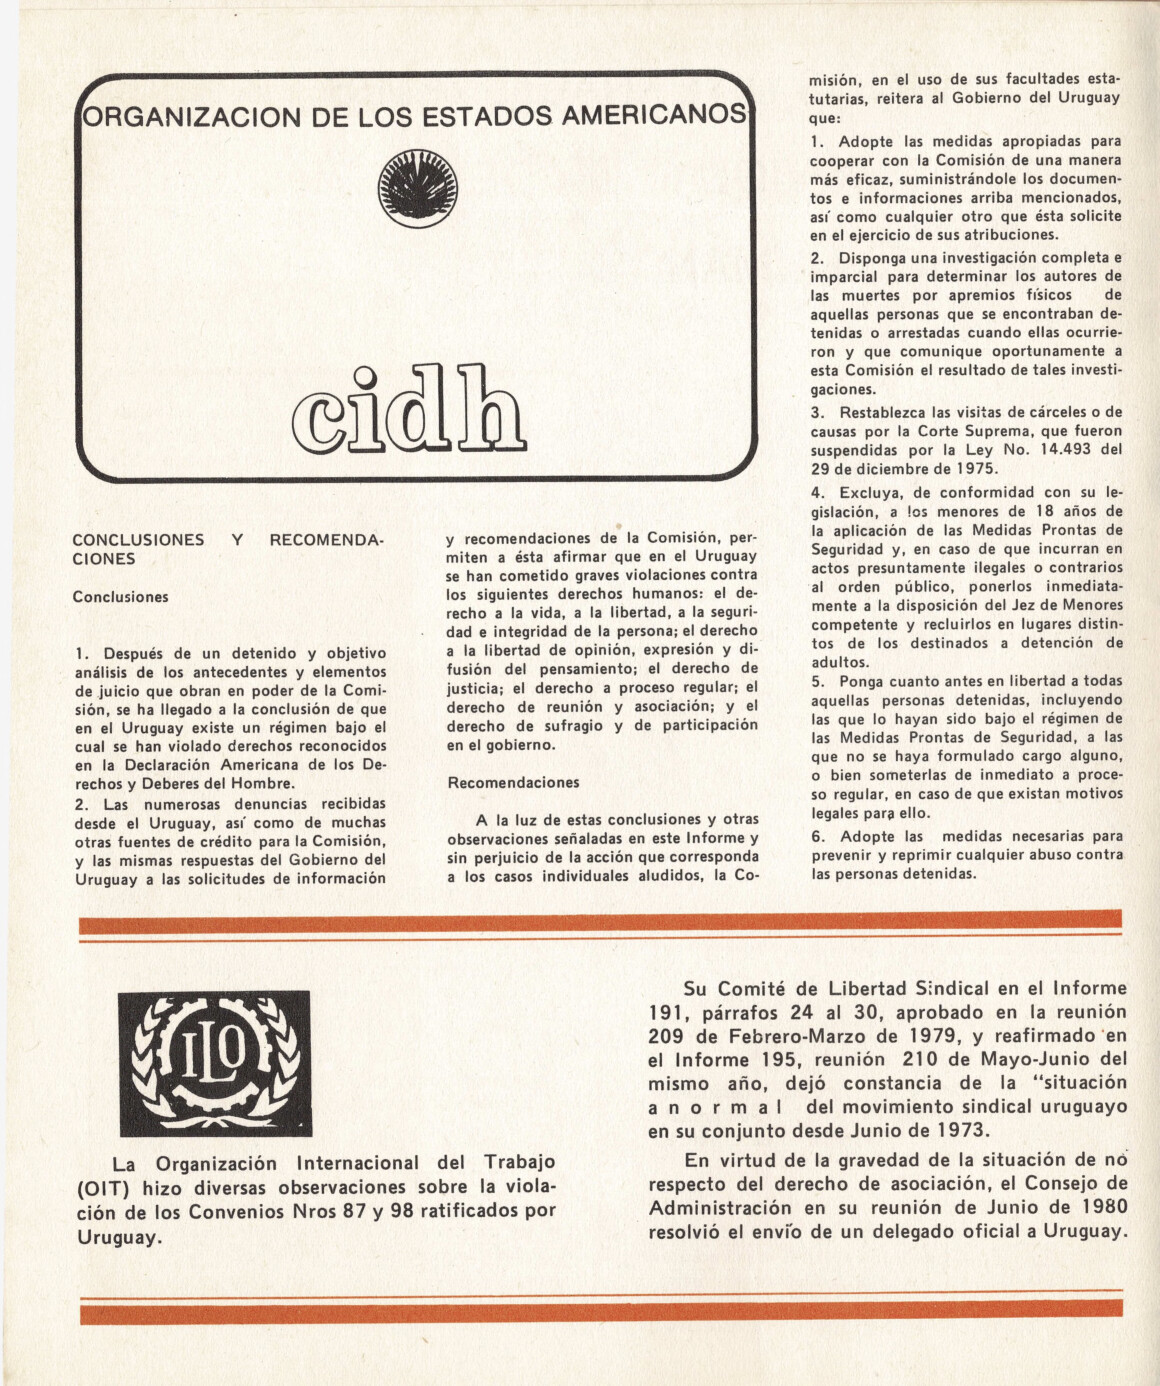 ORGANIZACION DE LOS ESTADOS AMERICANOS
cidh
CONCLUSIONES Y RECOMENDA-
CIONES
Conclusiones
1. Después de un detenido y objetivo
análisis de los antecedentes y elementos
de juicio que obran en poder de la Comi-
sión, se ha llegado a la conclusión de que
en el Uruguay existe un régimen bajo el
cual se han violado derechos reconocidos
en la Declaración Americana de los De-
rechos y Deberes del Hombre.
2. Las numerosas denuncias recibidas
desde el Uruguay, así como de muchas
otras fuentes de crédito para la Comisión,
y las mismas respuestas del Gobierno del
Uruguay a las solicitudes de información
y recomendaciones de la Comisión, per-
miten a ésta afirmar que en el Uruguay
se han cometido graves violaciones contra
los siguientes derechos humanos: el de-
recho a la vida, a la libertad, a la seguri-
dad e integridad de la persona; el derecho
a la libertad de opinión, expresión y di-
fusión del pensamiento; el derecho de
justicia; el derecho a proceso regular; el
derecho de reunión y asociación; y el
derecho de sufragio y de participación
en el gobierno.
Recomendaciones
A la luz de estas conclusiones y otras
observaciones señaladas en este Informe y
sin perjuicio de la acción que corresponda
a los casos individuales aludidos, la Co-
misión, en el uso de sus facultades esta-
tutarias, reitera al Gobierno del Uruguay
que:
1. Adopte las medidas apropiadas para
cooperar con la Comisión de una manera
más eficaz, suministrándole los documen-
tos e informaciones arriba mencionados,
así como cualquier otro que ésta solicite
en el ejercicio de sus atribuciones.
2. Disponga una investigación completa e
imparcial para determinar los autores de
las muertes por apremios físicos de
aquellas personas que se encontraban de-
tenidas o arrestadas cuando ellas ocurrie-
ron y que comunique oportunamente a
esta Comisión el resultado de tales investi-
gaciones.
3. Restablezca las visitas de cárceles o de
causas por la Corte Suprema, que fueron
suspendidas por la Ley No. 14.493 del
29 de diciembre de 1975.
4. Excluya, de conformidad con su le-
gislación, a los menores de 18 años de
la aplicación de las Medidas Prontas de
Seguridad y, en caso de que incurran en
actos presuntamente ilegales o contrarios
al orden público, ponerlos inmediata-
mente a la disposición del Jez de Menores
competente y recluirlos en lugares distin-
tos de los destinados a detención de
adultos.
5. Ponga cuanto antes en libertad a todas
aquellas personas detenidas, incluyendo
las que lo hayan sido bajo el régimen de
las Medidas Prontas de Seguridad, a las
que no se haya formulado cargo alguno,
o bien someterlas de inmediato a proce-
so regular, en caso de que existan motivos
legales para ello.
6. Adopte las medidas necesarias para
prevenir y reprimir cualquier abuso contra
las personas detenidas.
ILO
La Organización Internacional del Trabajo
(OIT) hizo diversas observaciones sobre la viola-
ción de los Convenios Nros 87 y 98 ratificados por
Uruguay.
Su Comité de Libertad Sindical en el Informe
191, párrafos 24 al 30, aprobado en la reunión
209 de Febrero-Marzo de 1979, y reafirmado en
el Informe 195, reunión 210 de Mayo-Junio del
mismo año, dejó constancia de la "situación
a n o r m a l del movimiento sindical uruguayo
en su conjunto desde Junio de 1973.
En virtud de la gravedad de la situación de no
respecto del derecho de asociación, el Consejo de
Administración en su reunión de Junio de 1980
resolvió el envío de un delegado oficial a Uruguay.